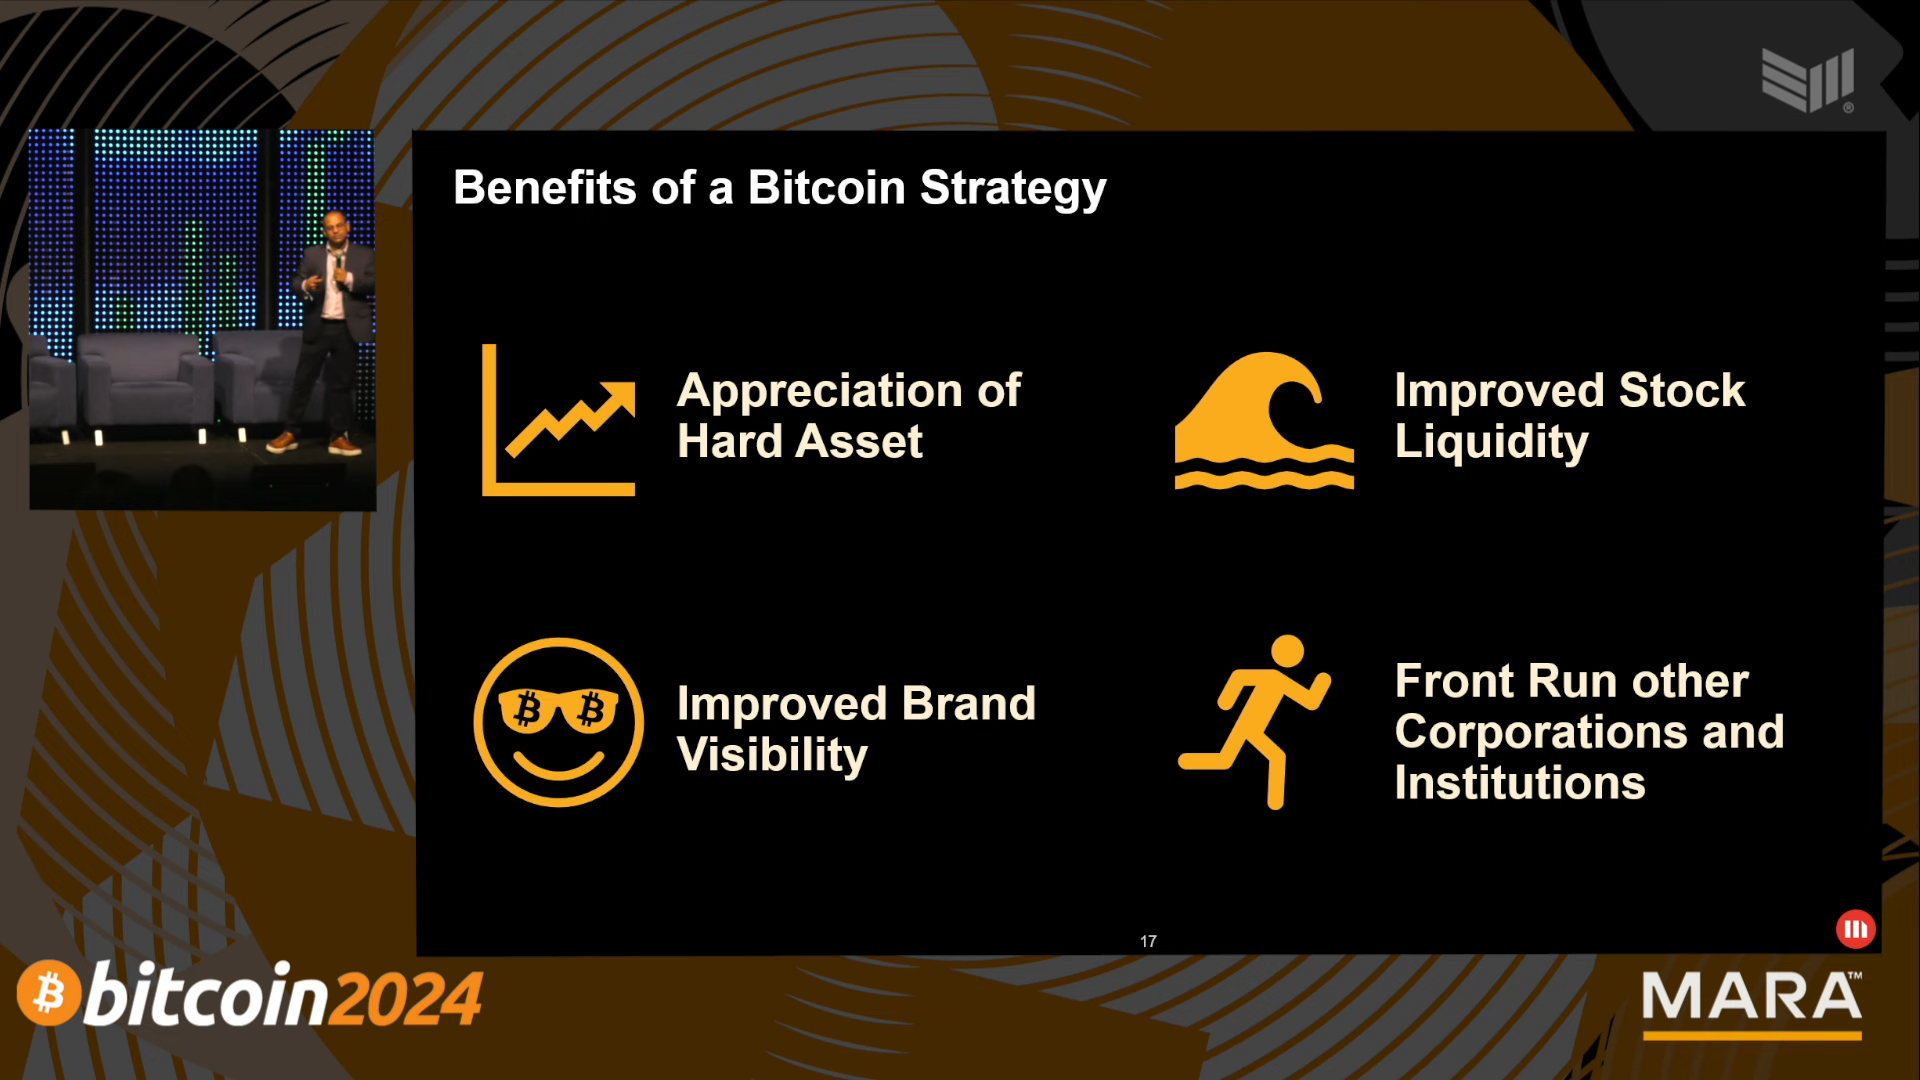 Benefits of a Bitcoin Strategy
Appreciation of
Hard Asset
Improved Stock
Liquidity
Improved Brand
Visibility
Front Run other
Corporations and
Institutions
17
bitcoin2024
MARA™